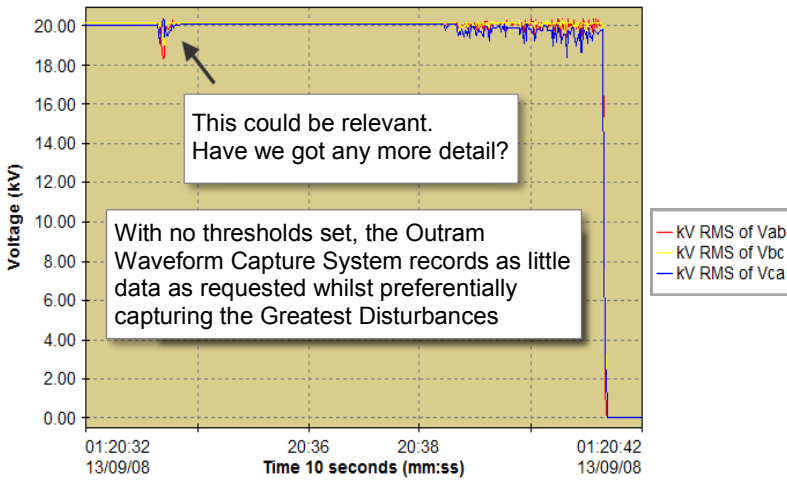 20.00
18.00
16.00
14.00
12.00
10.00
8.00
6.00
4.00
2.00
0.00
Voltage (kV)
This could be relevant.
Have we got any more detail?
With no thresholds set, the Outram
Waveform Capture System records as little
data as requested whilst preferentially
capturing the Greatest Disturbances
kV RMS of Vab
kV RMS of Vbc
kV RMS of Vca
01:20:32 20:36 20:38 01:20:42
13/09/08 Time 10 seconds (mm:ss) 13/09/08